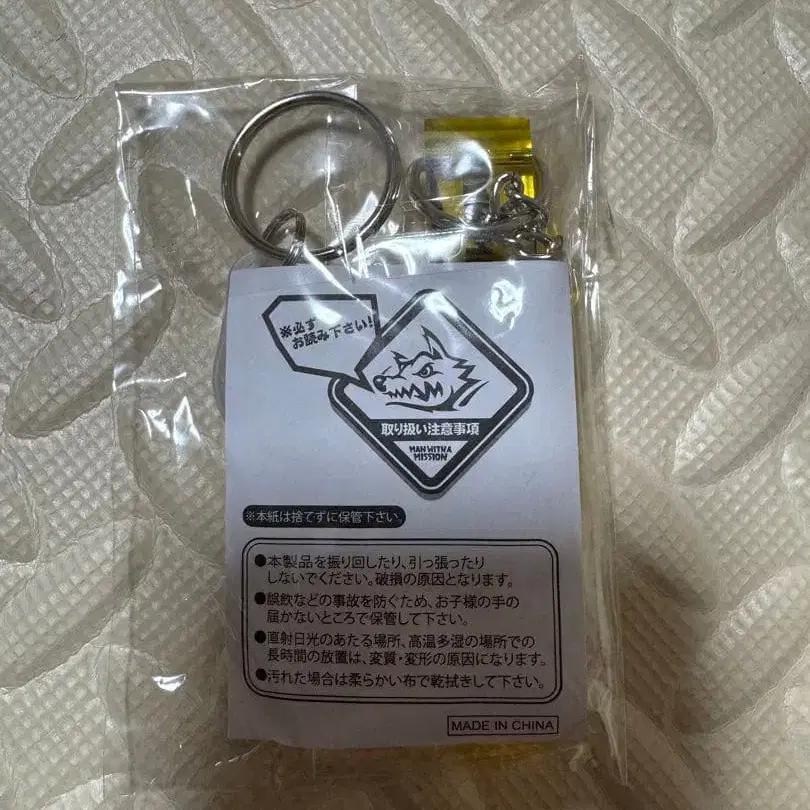 ※必ず
お読み下さい!
取り扱い注意事項
MAN WITH A
MISSION
※本紙は捨てずに保管下さい。
●本製品を振り回したり、引っ張ったり
しないでください。破損の原因となります。
●誤飲などの事故を防ぐため、お子様の手の
届かないところで保管して下さい。
●直射日光のあたる場所、高温多湿の場所での
長時間の放置は、変質・変形の原因になります。
●汚れた場合は柔らかい布で乾拭きして下さい。
MADE IN CHINA